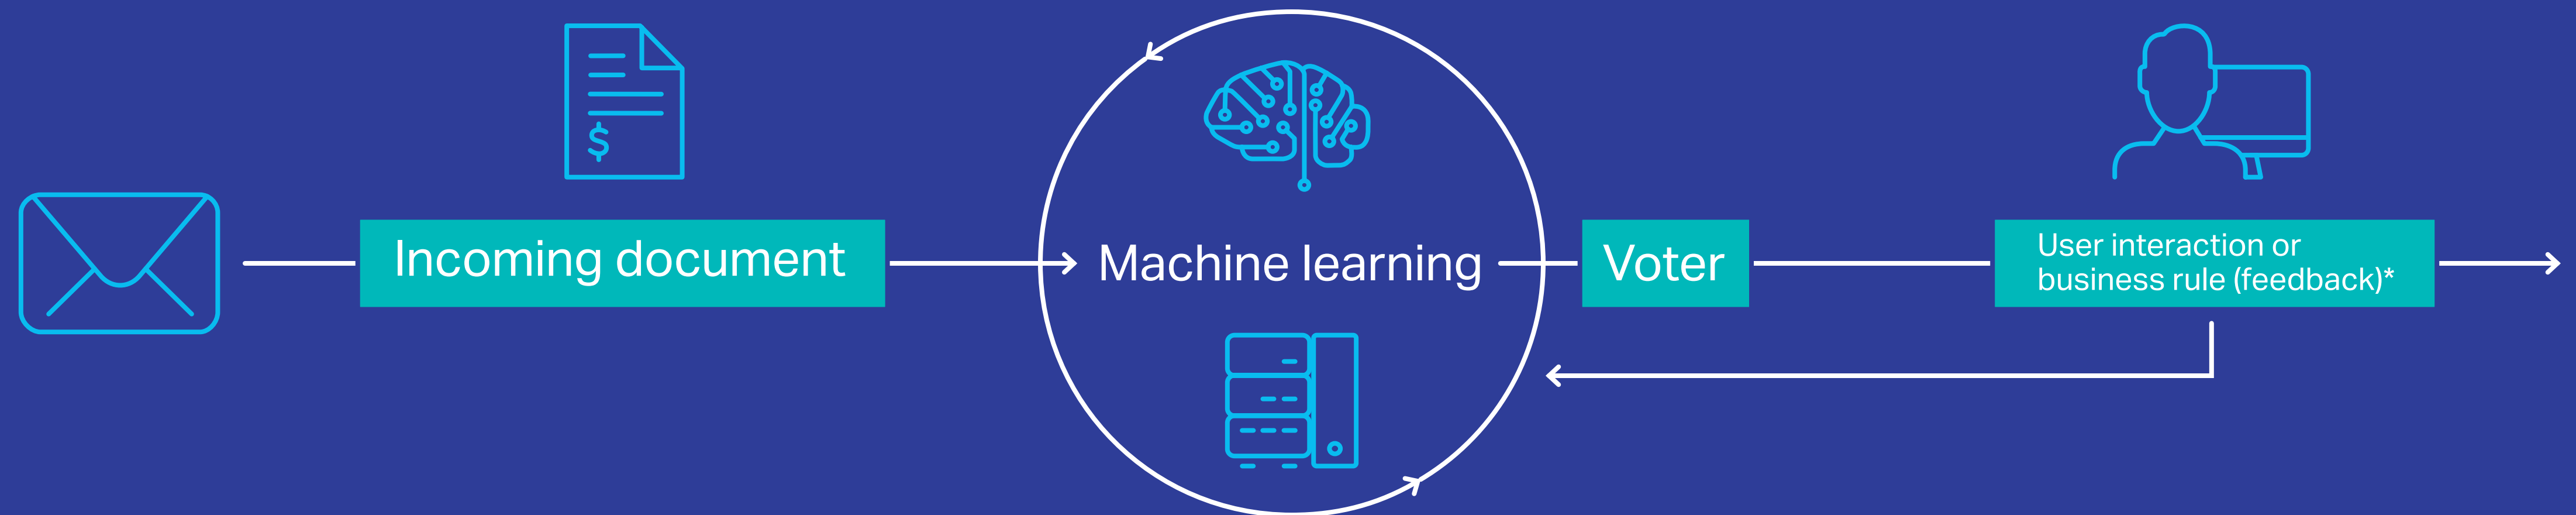 $
Incoming document
Machine learning
Voter
User interaction or
business rule (feedback)*